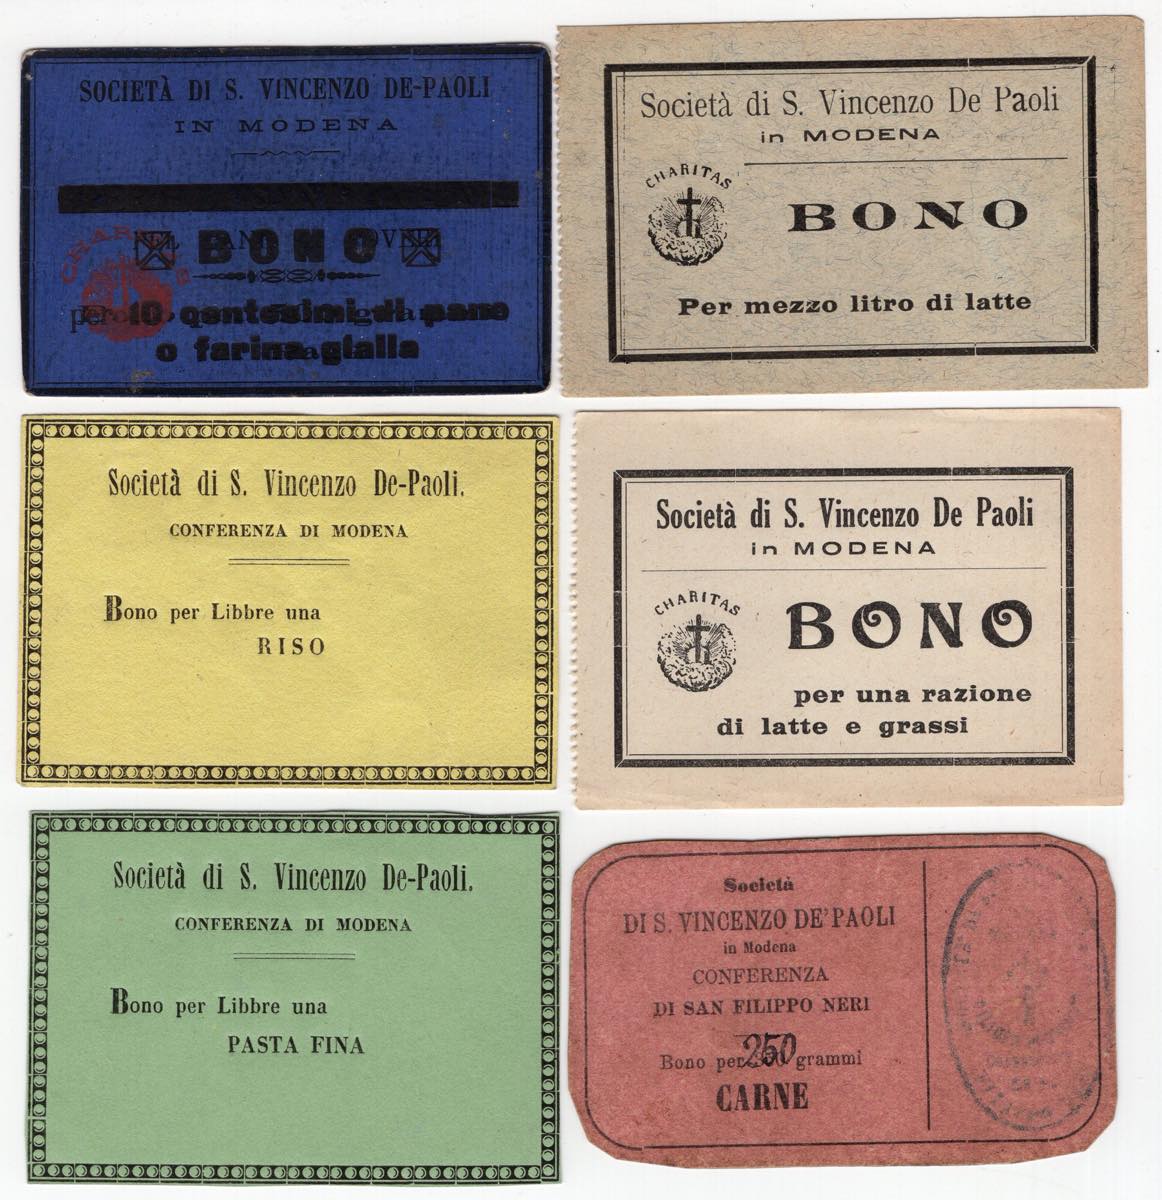 SOCIETÀ DI S. VINCENZO DE-PAOLI
IN MODENA
BONO
CHARITAS
per 10 centesimi di pane
o farina gialla
Società di S. Vincenzo De Paoli
in MODENA
CHARITAS
BONO
Per mezzo litro di latte
Società di S. Vincenzo De-Paoli.
CONFERENZA DI MODENA
Bono per Libbre una
RISO
Società di S. Vincenzo De Paoli
in MODENA
CHARITAS
BONO
per una razione
di latte e grassi
Società di S. Vincenzo De-Paoli.
CONFERENZA DI MODENA
Bono per Libbre una
PASTA FINA
Società
DI S. VINCENZO DE' PAOLI
in Modena
CONFERENZA
DI SAN FILIPPO NERI
Bono per 250 grammi
CARNE